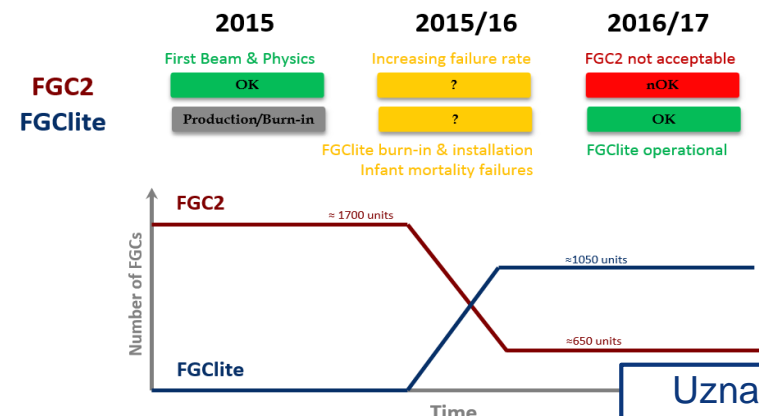 2015 2015/16 2016/17
First Beam & Physics Increasing failure rate FGC2 not acceptable
FGC2 OK ? nOK
FGClite Production/Burn-in ? OK
FGClite burn-in & installation FGClite operational
Infant mortality failures
FGC2
≈ 1700 units
≈1050 units
≈650 units
Number of FGCs
FGClite
Time
Uzna